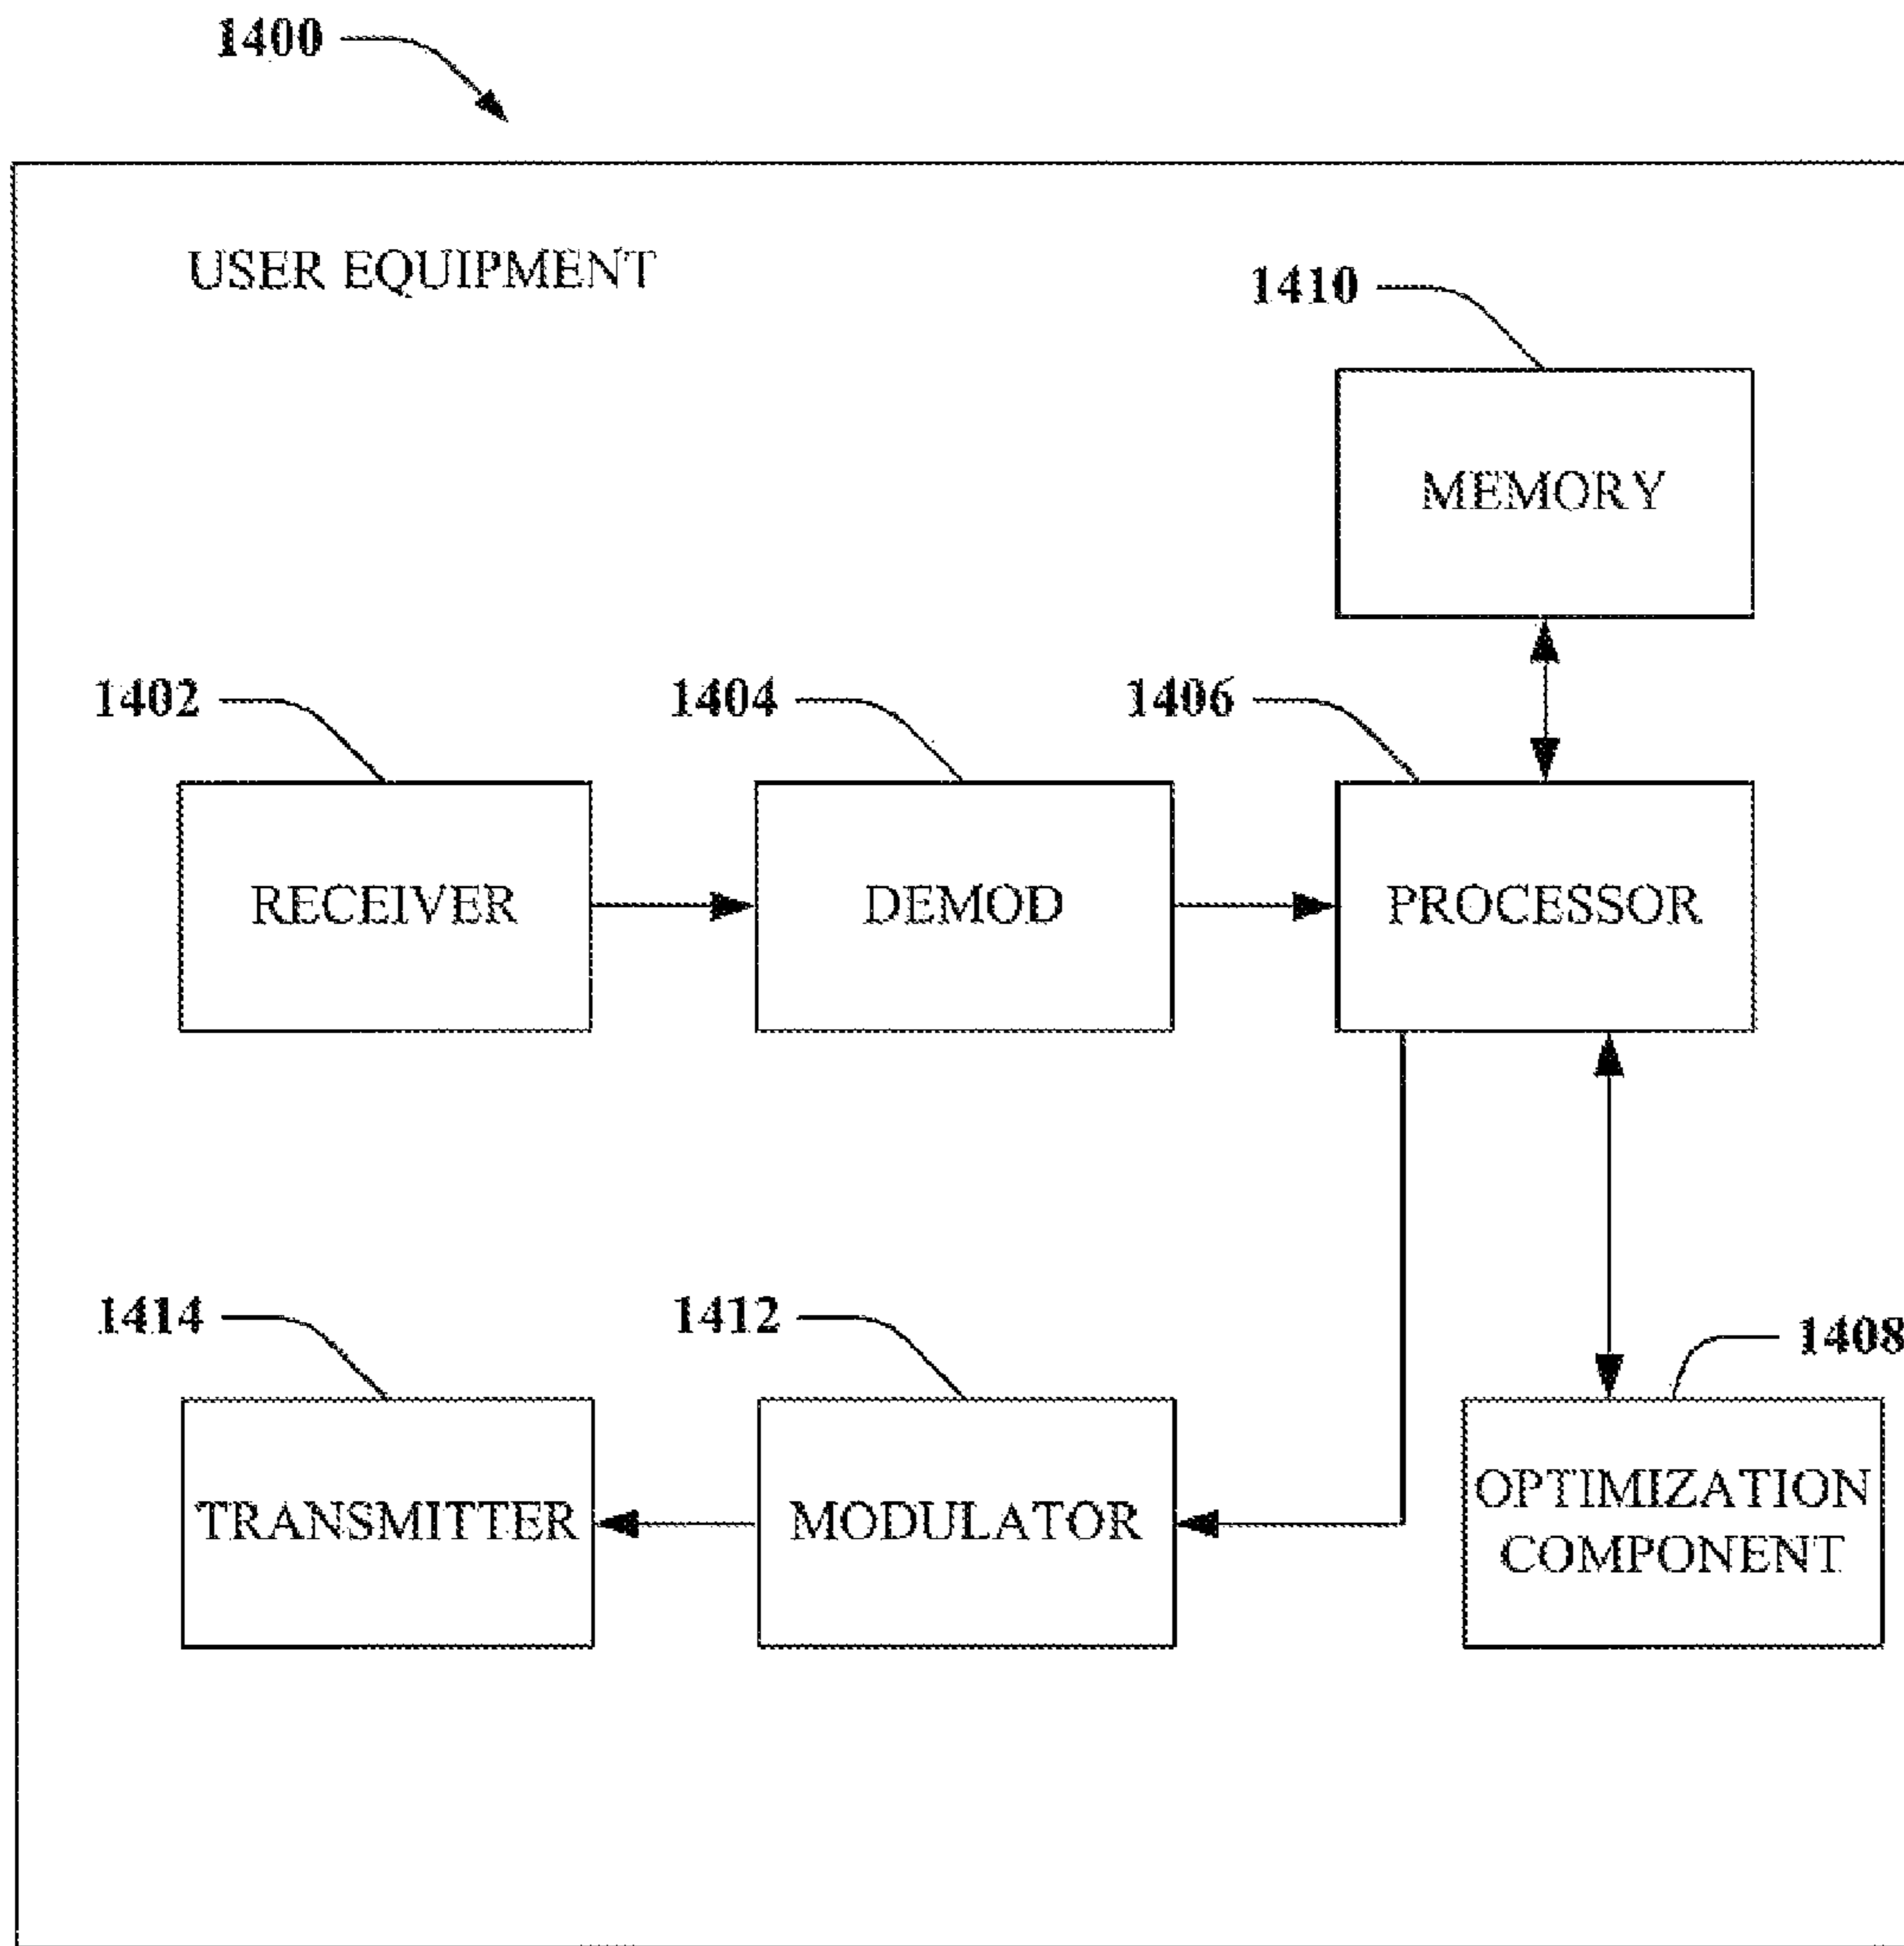 1400
USER EQUIPMENT
1410
MEMORY
1402
1404
1406
RECEIVER
DEMOD
PROCESSOR
1414
1412
1408
TRANSMITTER
MODULATOR
OPTIMIZATION
COMPONENT